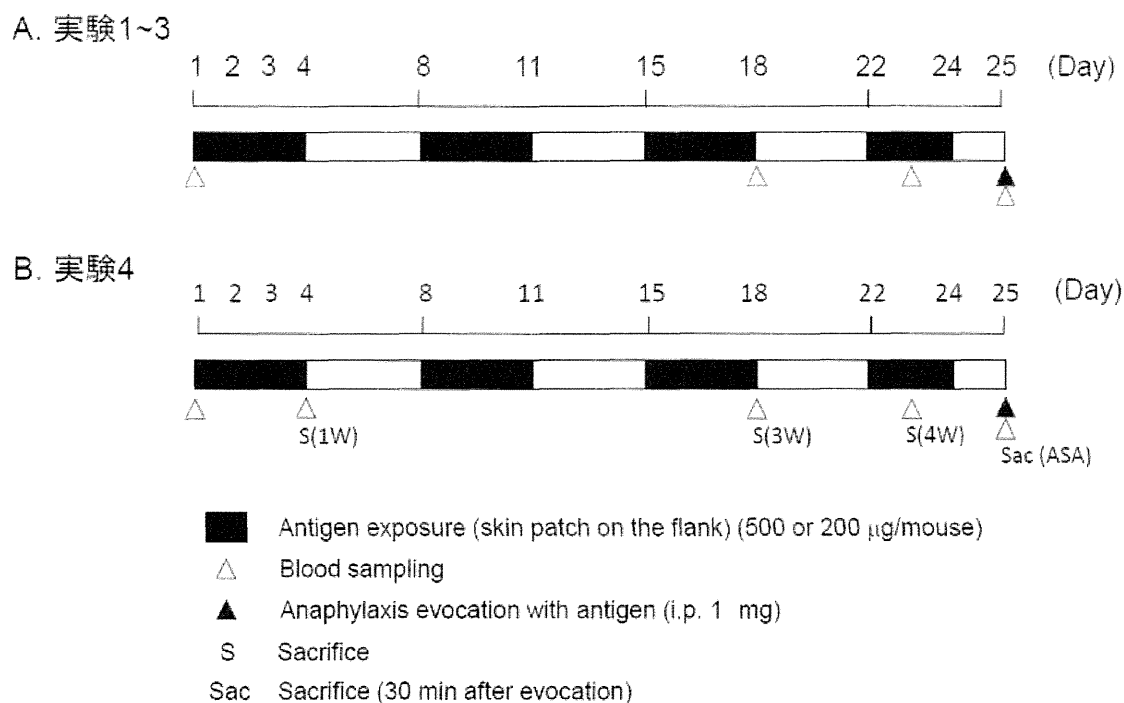 A. 実験1~3
1 2 3 4 8 11 15 18 22 24 25 (Day)
B. 実験4
1 2 3 4 8 11 15 18 22 24 25 (Day)
S(1W) S(3W) S(4W)
Sac (ASA)
Antigen exposure (skin patch on the flank) (500 or 200 μg/mouse)
Blood sampling
Anaphylaxis evocation with antigen (i.p. 1 mg)
S Sacrifice
Sac Sacrifice (30 min after evocation)